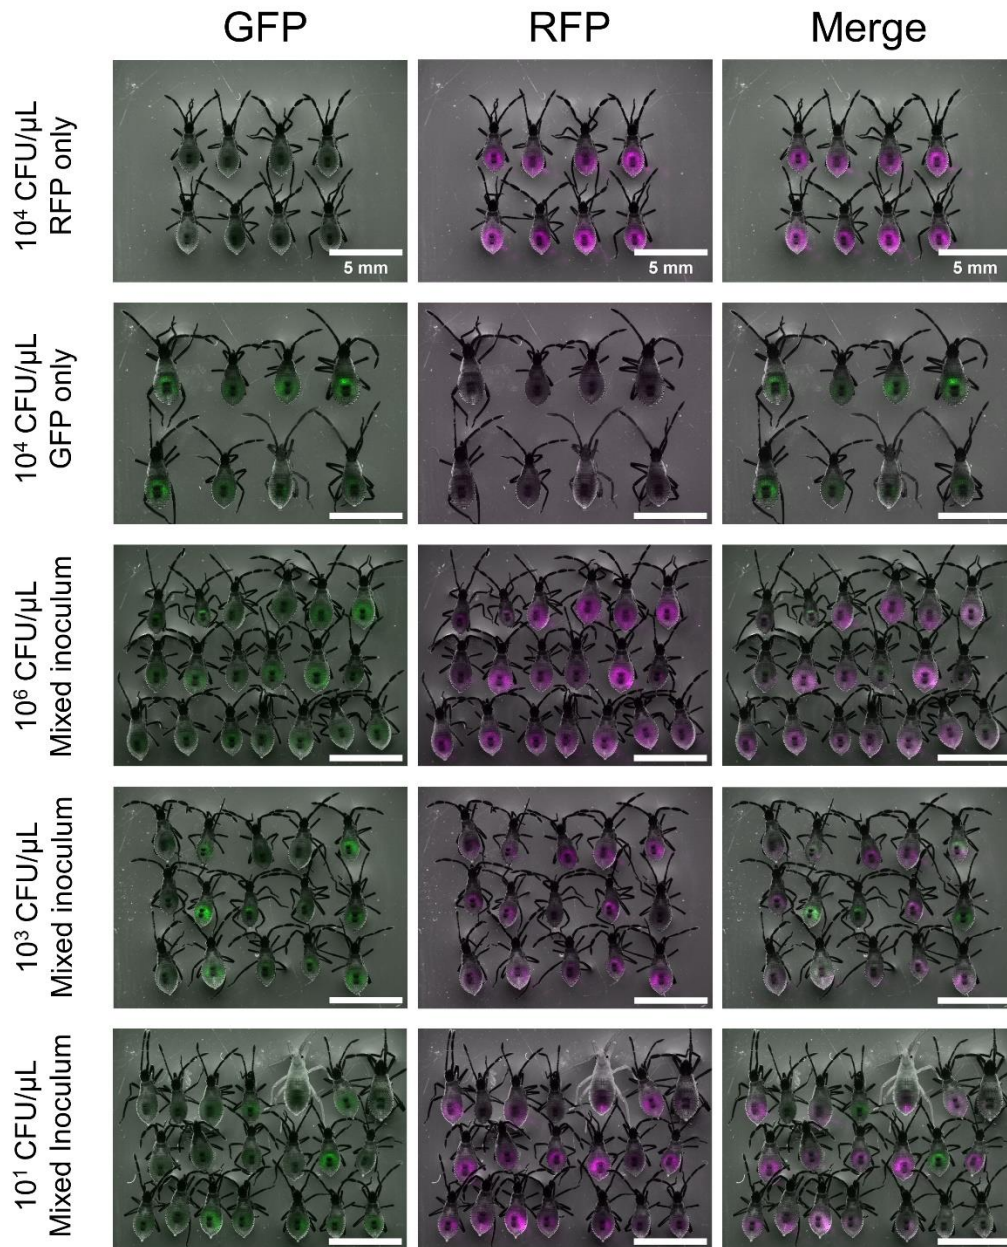 GFP RFP Merge
10⁴ CFU/µL
RFP only
5 mm 5 mm 5 mm
10⁴ CFU/µL
GFP only
10⁶ CFU/µL
Mixed inoculum
10³ CFU/µL
Mixed inoculum
10¹ CFU/µL
Mixed Inoculum